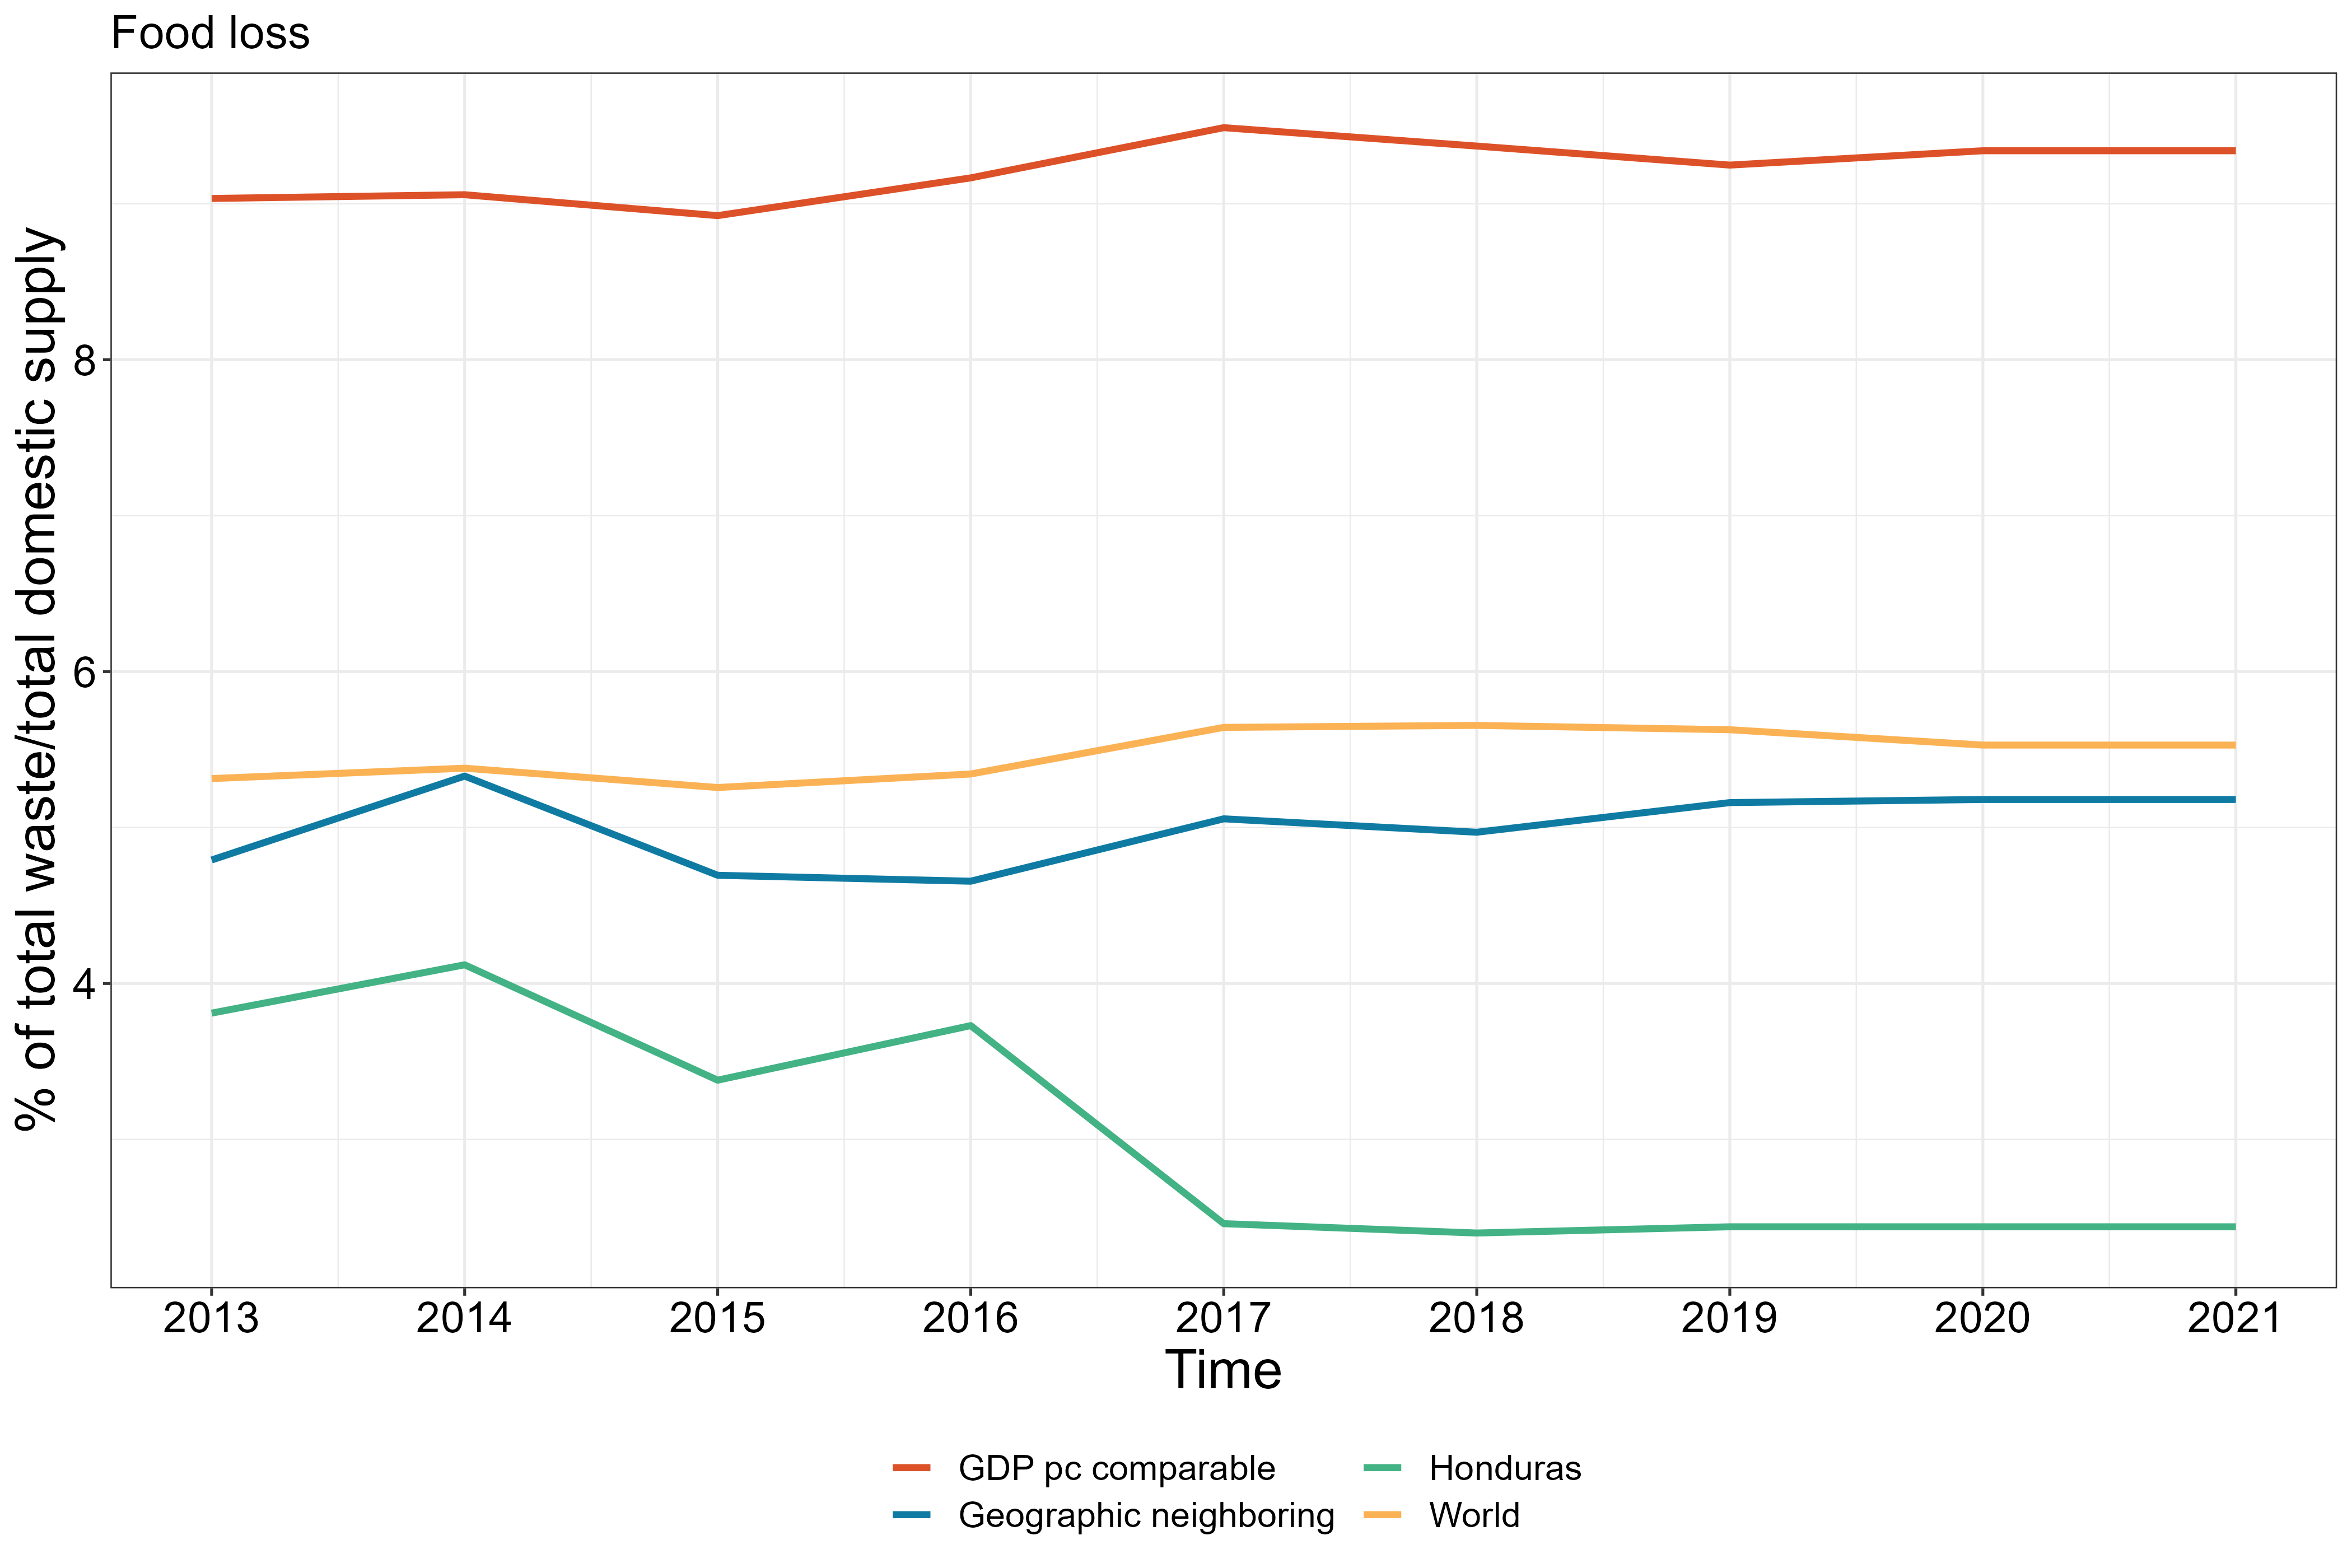 Food loss
% of total waste/total domestic supply
8
6
4
2013 2014 2015 2016 2017 2018 2019 2020 2021
Time
GDP pc comparable Honduras
Geographic neighboring World